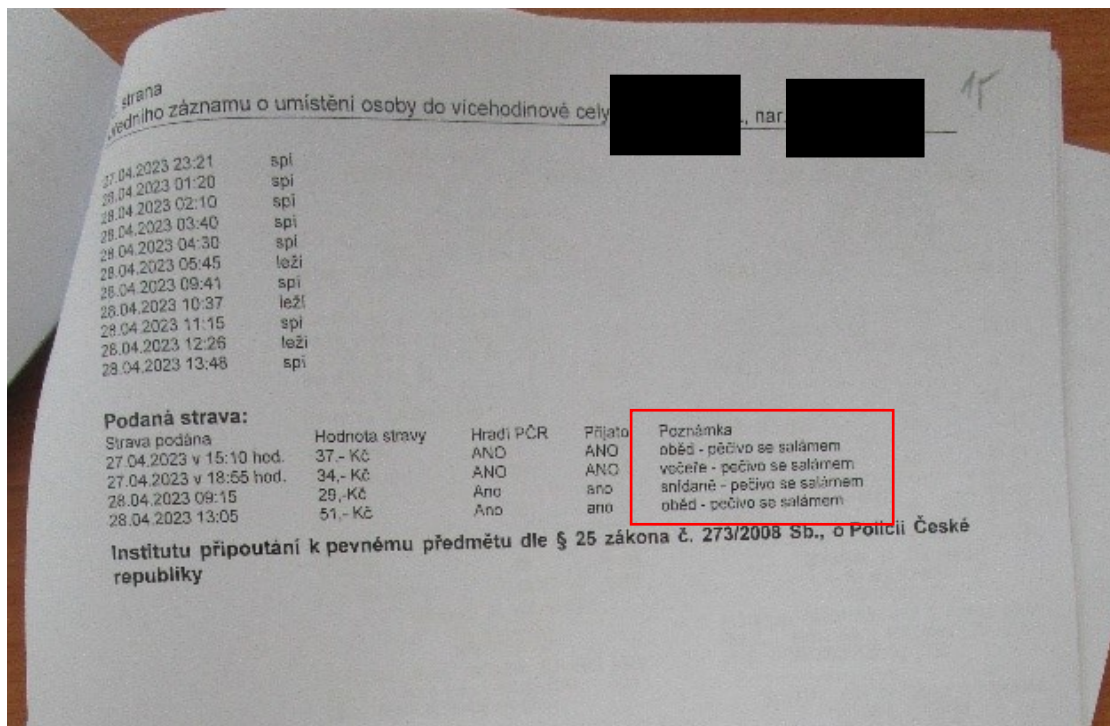 strana
úředního záznamu o umístění osoby do vícehodinové cely ., nar.
15
27.04.2023 23:21 spí
28.04.2023 01:20 spí
28.04.2023 02:10 spí
28.04.2023 03:40 spí
28.04.2023 04:30 spí
28.04.2023 05:45 leží
28.04.2023 09:41 spí
28.04.2023 10:37 leží
28.04.2023 11:15 spí
28.04.2023 12:26 leží
28.04.2023 13:48 spí
Podaná strava:
Strava podána Hodnota stravy Hradí PČR Přijato Poznámka
27.04.2023 v 15:10 hod. 37,- Kč ANO ANO oběd - pečivo se salámem
27.04.2023 v 18:55 hod. 34,- Kč ANO ANO večeře - pečivo se salámem
28.04.2023 09:15 29,-Kč Ano ano snídaně - pečivo se salámem
28.04.2023 13:05 51,- Kč Ano ano oběd - pečivo se salámem
Institutu připoutání k pevnému předmětu dle § 25 zákona č. 273/2008 Sb., o Policii České
republiky